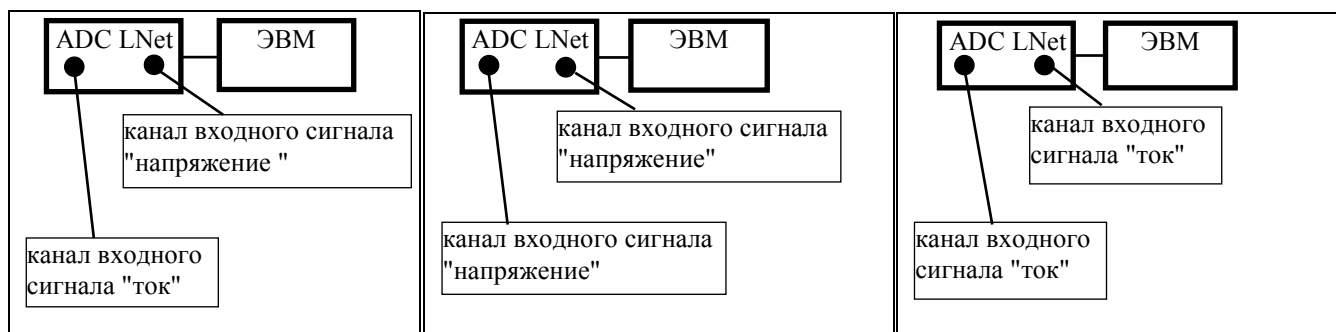 ADC LNet
ЭВМ
канал входного сигнала
"напряжение "
канал входного
сигнала "ток"
ADC LNet
ЭВМ
канал входного сигнала
"напряжение"
канал входного сигнала
"напряжение"
ADC LNet
ЭВМ
канал входного
сигнала "ток"
канал входного
сигнала "ток"